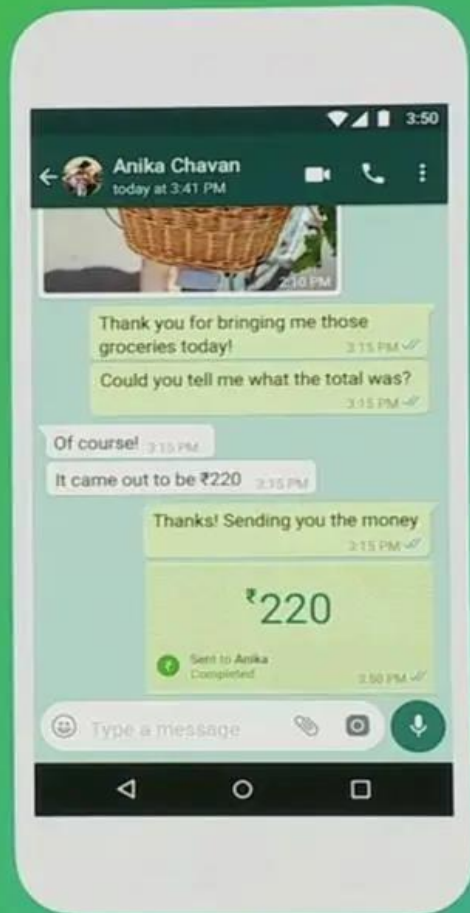 3:50
Anika Chavan
today at 3:41 PM
2:10 PM
Thank you for bringing me those
groceries today!
3:15 PM
Could you tell me what the total was?
3:15 PM
Of course! 3:15 PM
It came out to be ₹220 3:15 PM
Thanks! Sending you the money
3:15 PM
₹220
₹
Sent to Anika
Completed
3:50 PM
Type a message